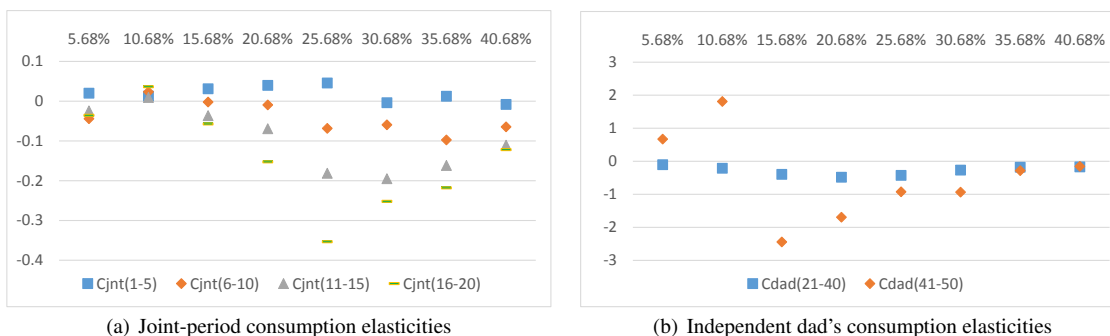 5.68% 10.68% 15.68% 20.68% 25.68% 30.68% 35.68% 40.68%
0.1
0
-0.1
-0.2
-0.3
-0.4
Cjnt(1-5) Cjnt(6-10) Cjnt(11-15) Cjnt(16-20)
(a) Joint-period consumption elasticities
5.68% 10.68% 15.68% 20.68% 25.68% 30.68% 35.68% 40.68%
3
2
1
0
-1
-2
-3
Cdad(21-40) Cdad(41-50)
(b) Independent dad's consumption elasticities